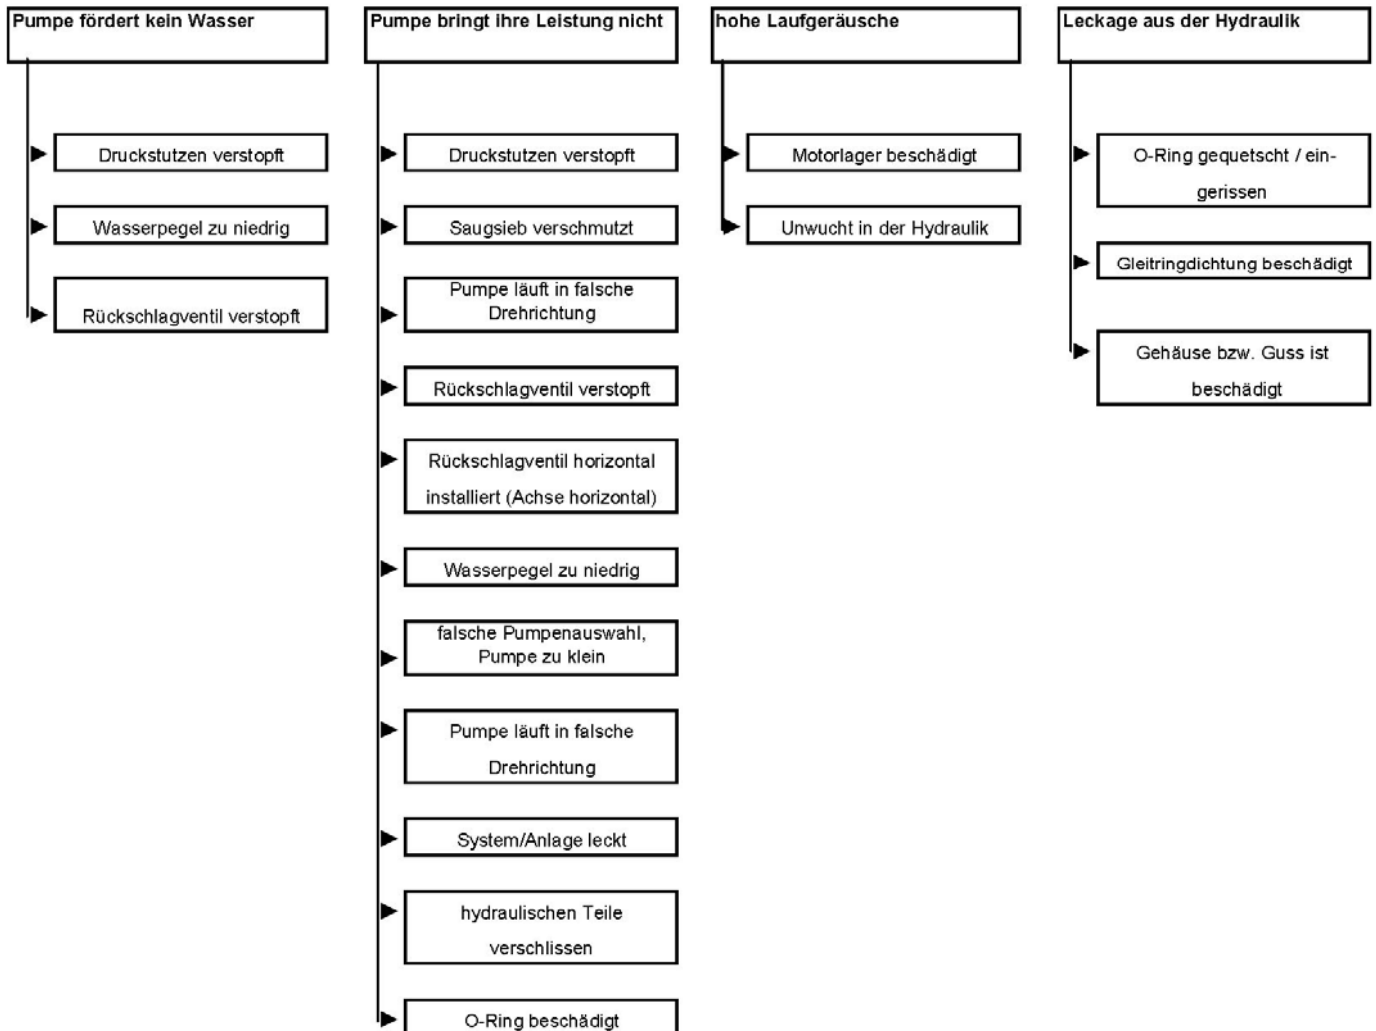 Pumpe fördert kein Wasser
Druckstutzen verstopft
Wasserpegel zu niedrig
Rückschlagventil verstopft
Pumpe bringt ihre Leistung nicht
Druckstutzen verstopft
Saugsieb verschmutzt
Pumpe läuft in falsche
Drehrichtung
Rückschlagventil verstopft
Rückschlagventil horizontal
installiert (Achse horizontal)
Wasserpegel zu niedrig
falsche Pumpenauswahl,
Pumpe zu klein
Pumpe läuft in falsche
Drehrichtung
System/Anlage leckt
hydraulischen Teile
verschlissen
O-Ring beschädigt
hohe Laufgeräusche
Motorlager beschädigt
Unwucht in der Hydraulik
Leckage aus der Hydraulik
O-Ring gequetscht / ein-
gerissen
Gleitringdichtung beschädigt
Gehäuse bzw. Guss ist
beschädigt